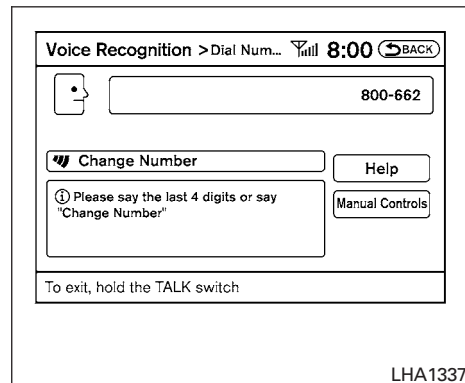 Voice Recognition > Dial Num... 8:00 BACK
800-662
Change Number
Help
Please say the last 4 digits or say
"Change Number"
Manual Controls
To exit, hold the TALK switch
LHA1337